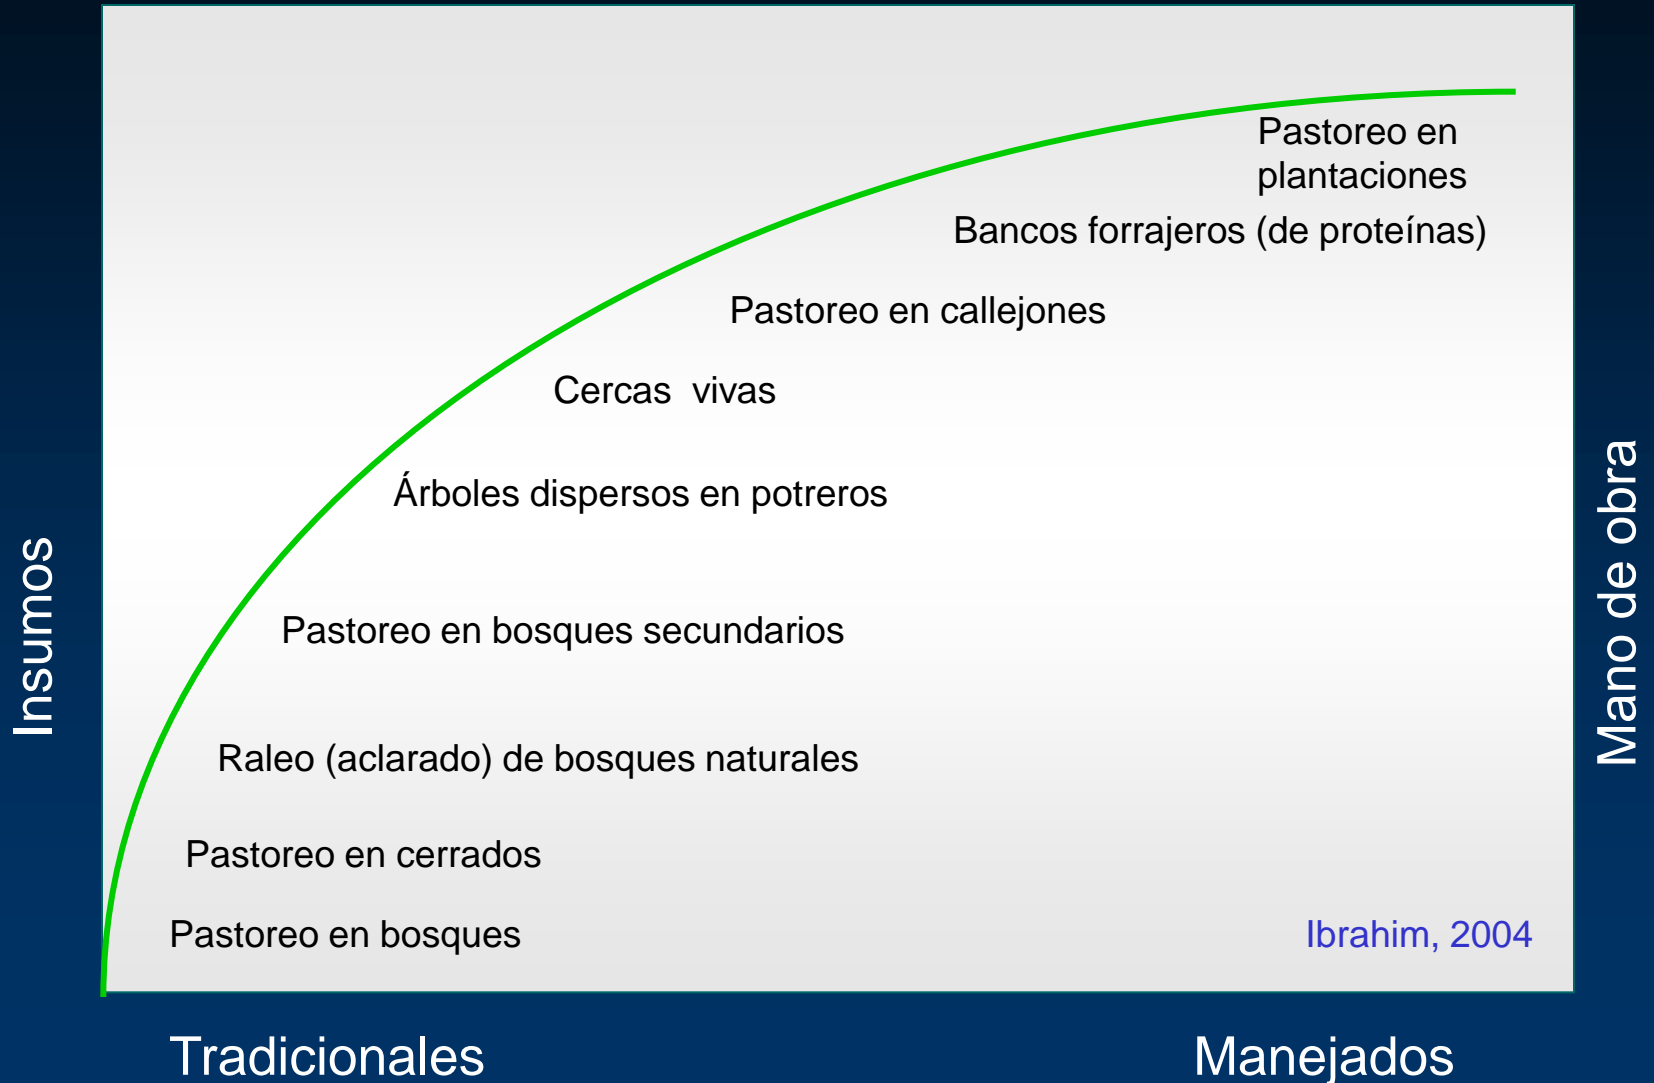 Pastoreo en
plantaciones
Bancos forrajeros (de proteínas)
Pastoreo en callejones
Cercas vivas
Árboles dispersos en potreros
Pastoreo en bosques secundarios
Raleo (aclarado) de bosques naturales
Pastoreo en cerrados
Pastoreo en bosques
Ibrahim, 2004
Insumos
Mano de obra
Tradicionales
Manejados